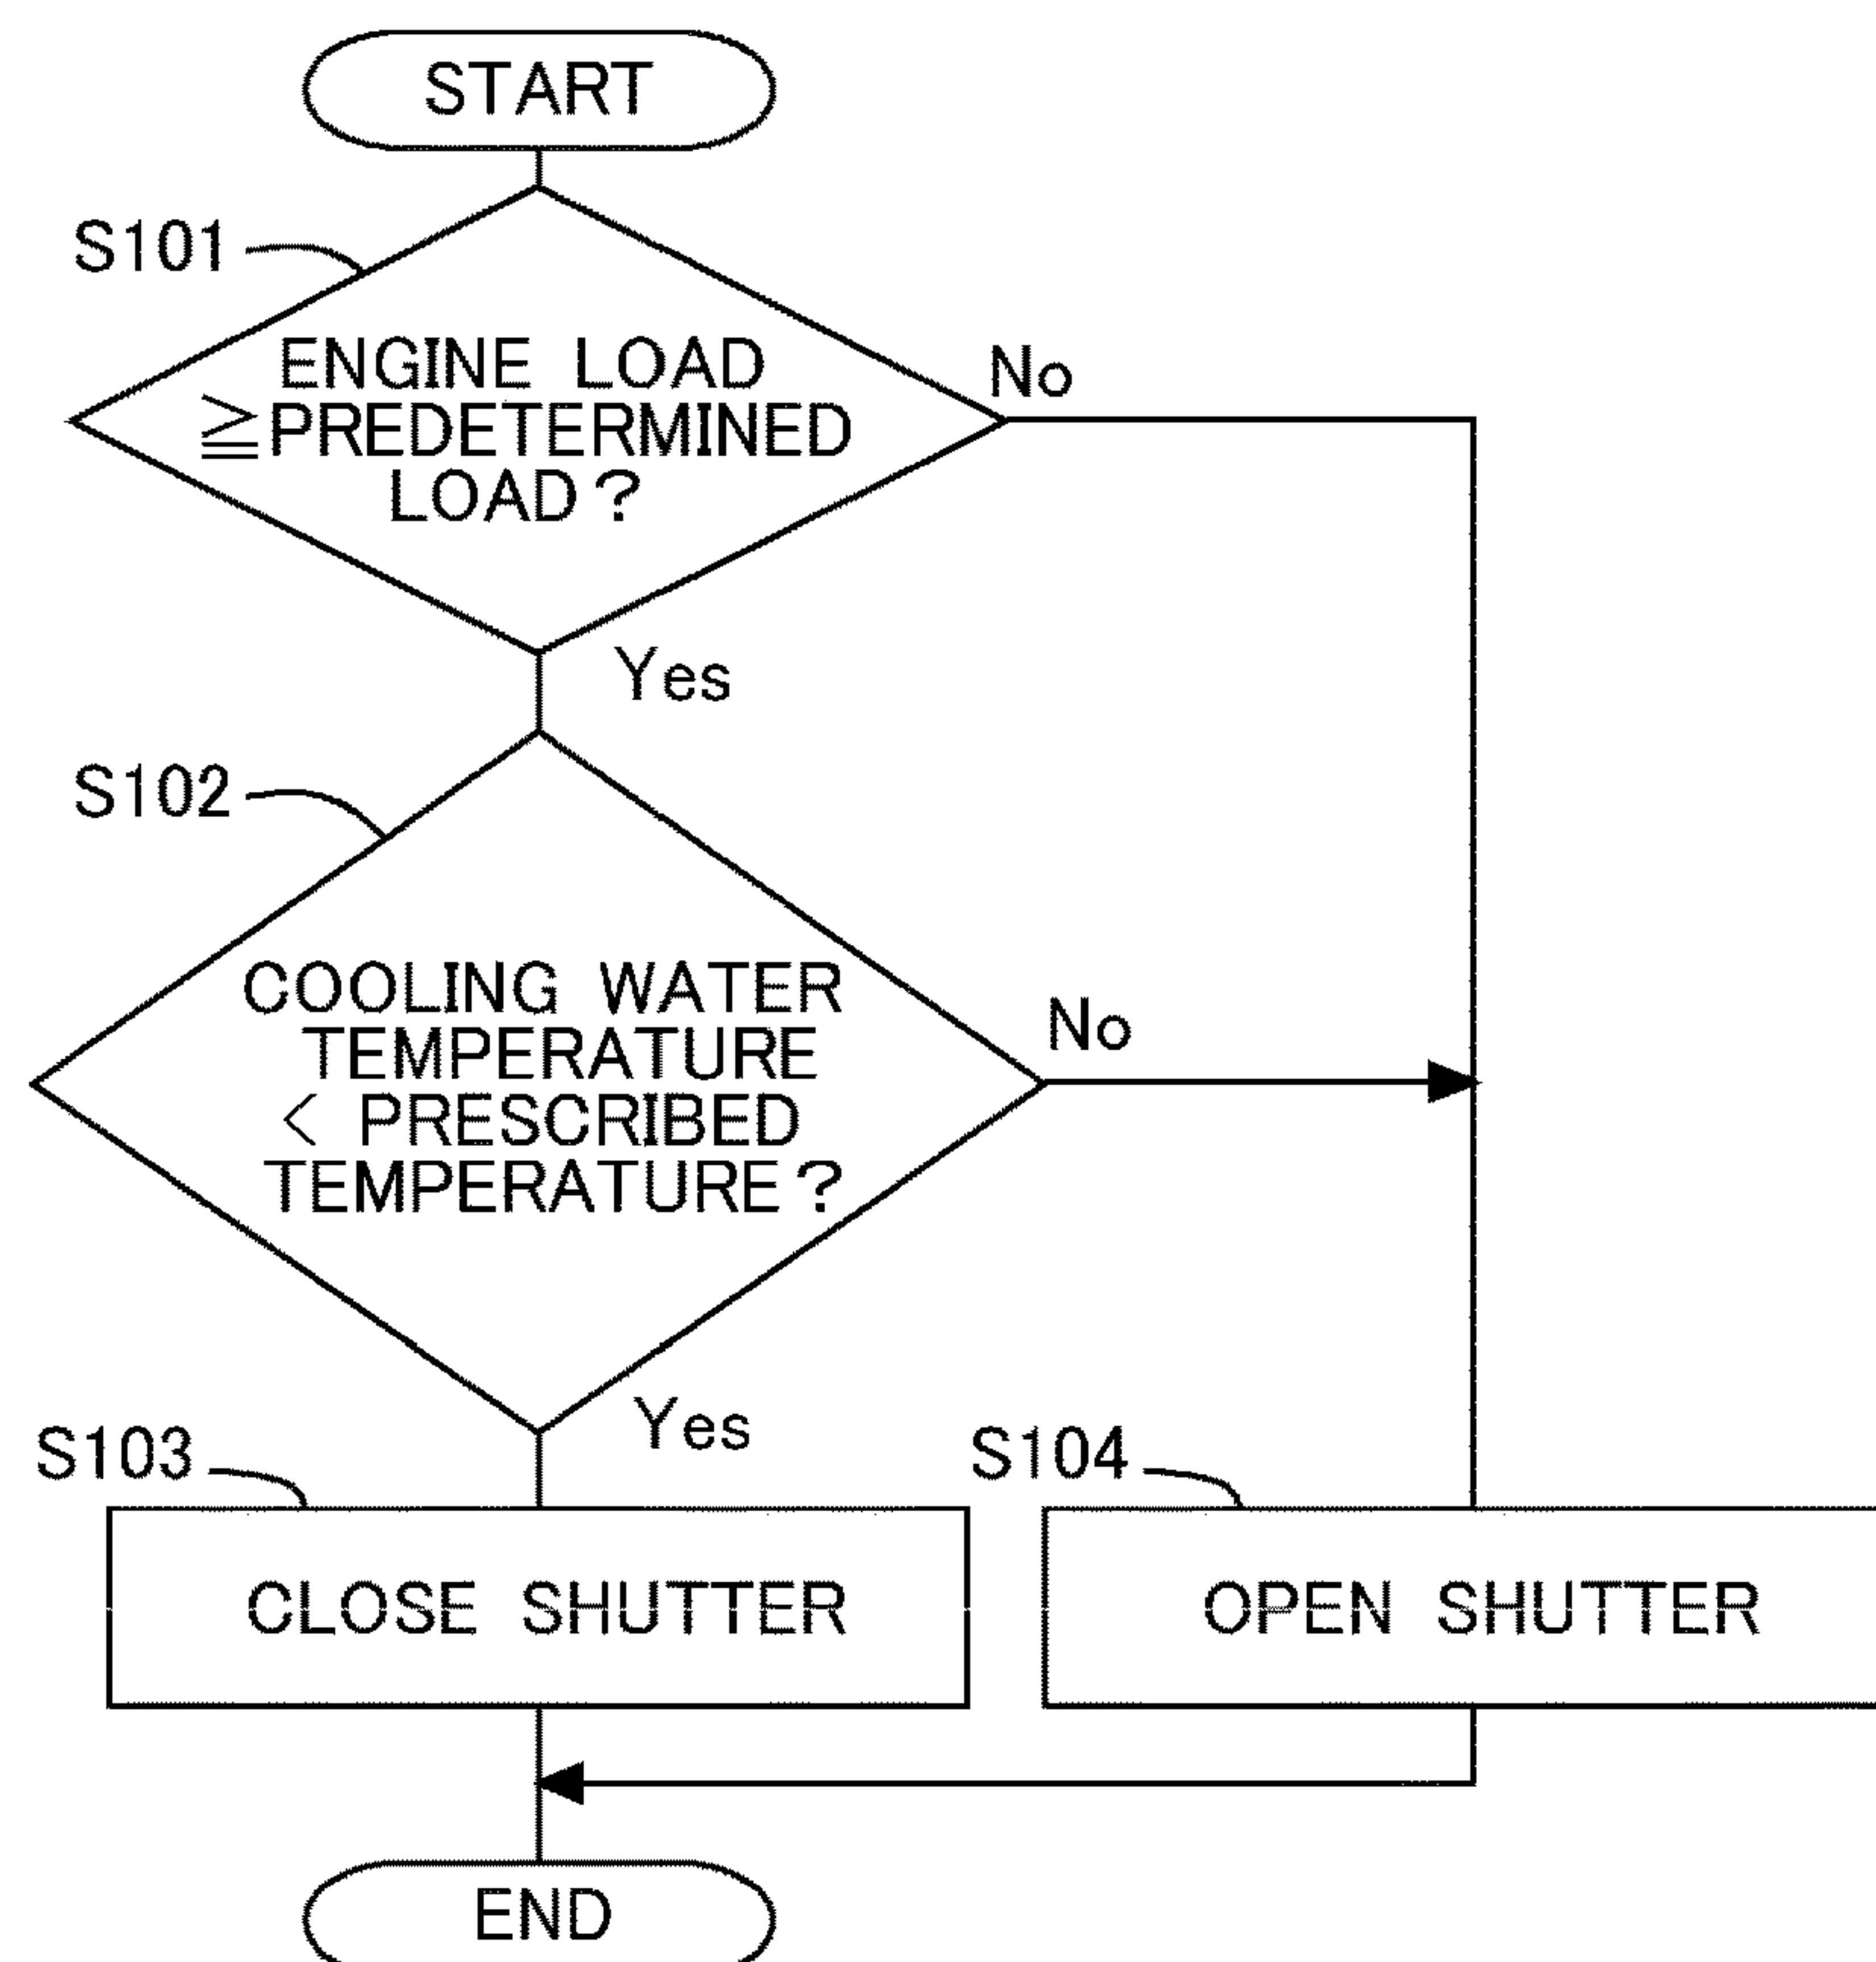 START
S101
ENGINE LOAD
≧PREDETERMINED
LOAD?
No
Yes
S102
COOLING WATER
TEMPERATURE
< PRESCRIBED
TEMPERATURE?
No
Yes
S103
CLOSE SHUTTER
S104
OPEN SHUTTER
END